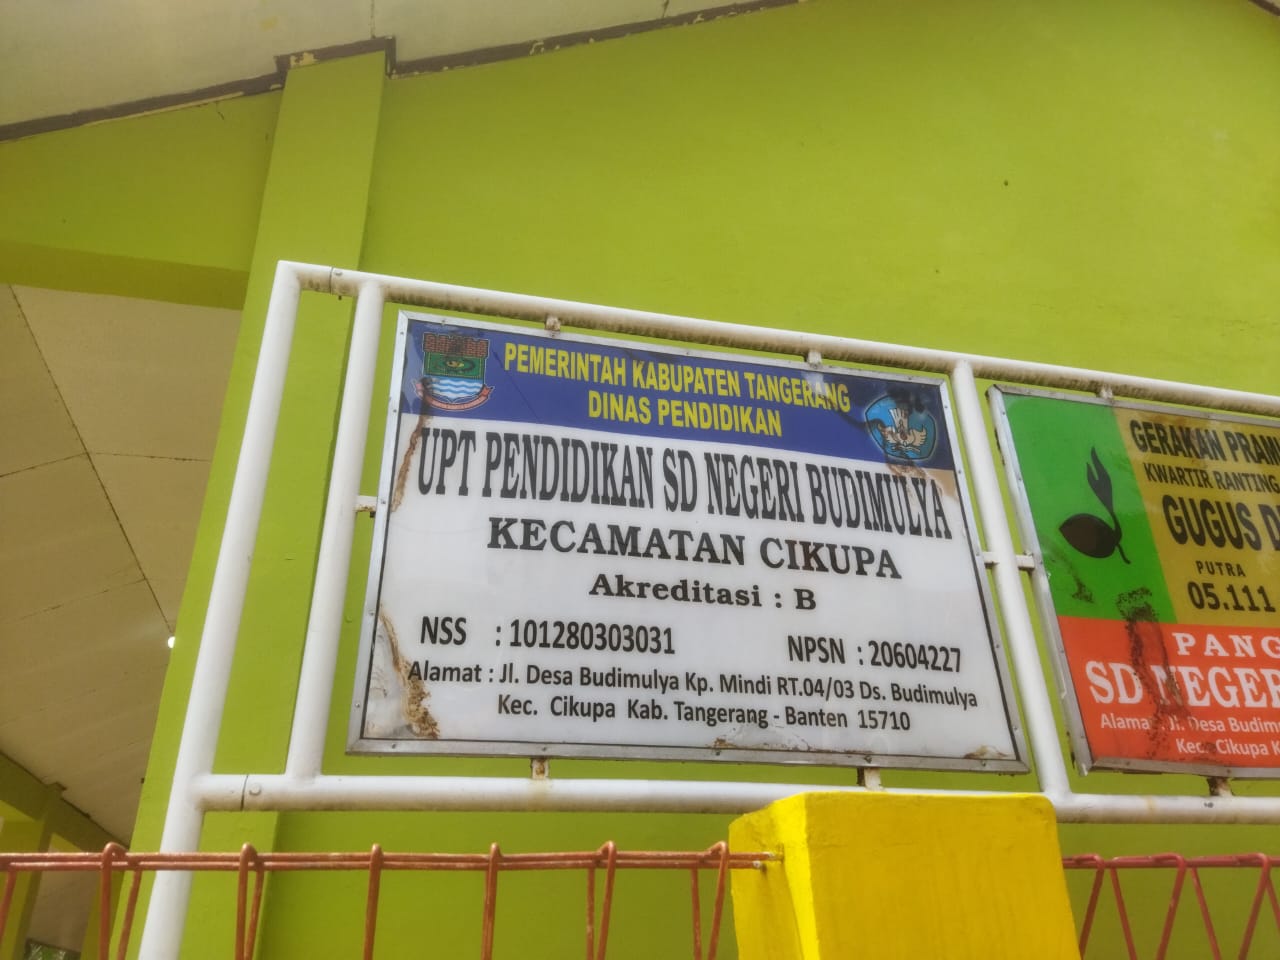 PEMERINTAH KABUPATEN TANGERANG
DINAS PENDIDIKAN
UPT PENDIDIKAN SD NEGERI BUDIMULYA
KECAMATAN CIKUPA
Akreditasi : B
NSS : 101280303031 NPSN : 20604227
Alamat : Jl. Desa Budimulya Kp. Mindi RT.04/03 Ds. Budimulya
Kec. Cikupa Kab. Tangerang - Banten 15710
GERAKAN PRAM
KWARTIR RANTING
GUGUS D
PUTRA
05.111
PANG
SD NEGER
Alamat : Jl. Desa Budim
Kec. Cikupa K